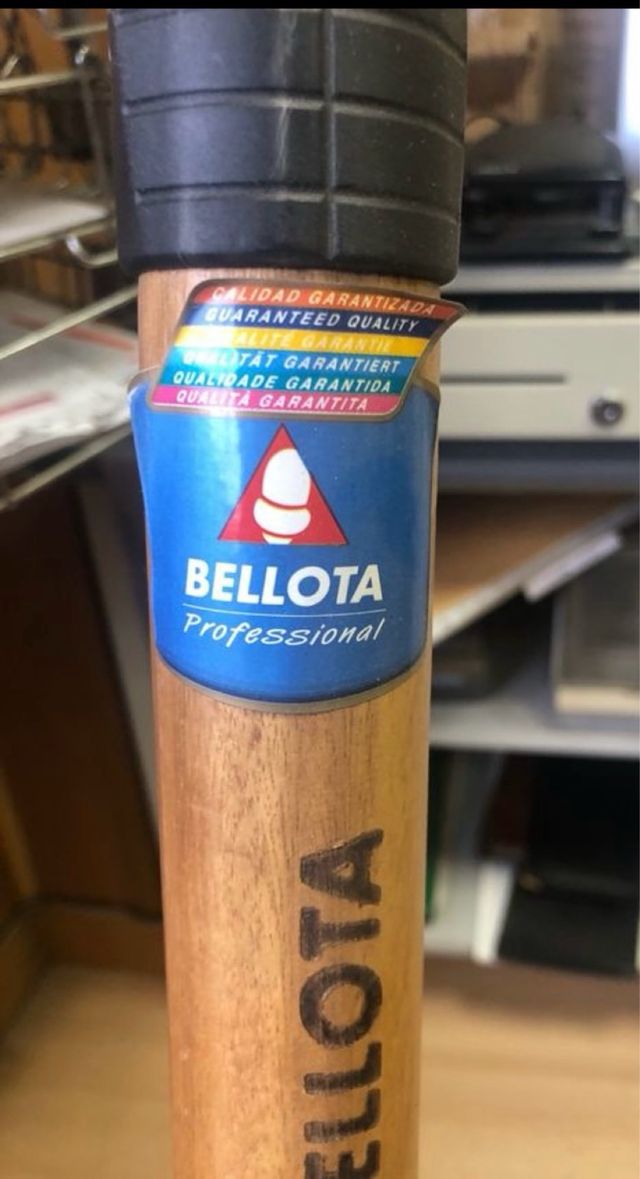 CALIDAD GARANTIZADA
GUARANTEED QUALITY
QUALITÉ GARANTIE
QUALITÄT GARANTIERT
QUALIDADE GARANTIDA
QUALITÀ GARANTITA
BELLOTA
Professional
ELLOTA